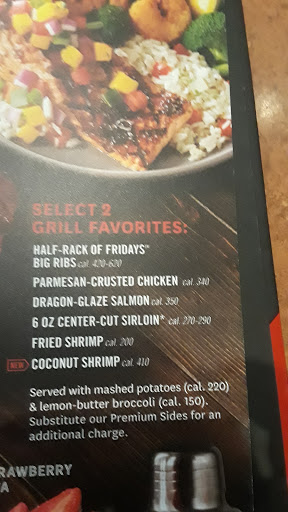 SELECT 2
GRILL FAVORITES:
HALF-RACK OF FRIDAYS™
BIG RIBS cal. 420-620
PARMESAN-CRUSTED CHICKEN cal. 340
DRAGON-GLAZE SALMON cal. 350
6 OZ CENTER-CUT SIRLOIN* cal. 270-290
FRIED SHRIMP cal. 200
NEW COCONUT SHRIMP cal. 410
Served with mashed potatoes (cal. 220)
& lemon-butter broccoli (cal. 150).
Substitute our Premium Sides for an
additional charge.
RAWBERRY